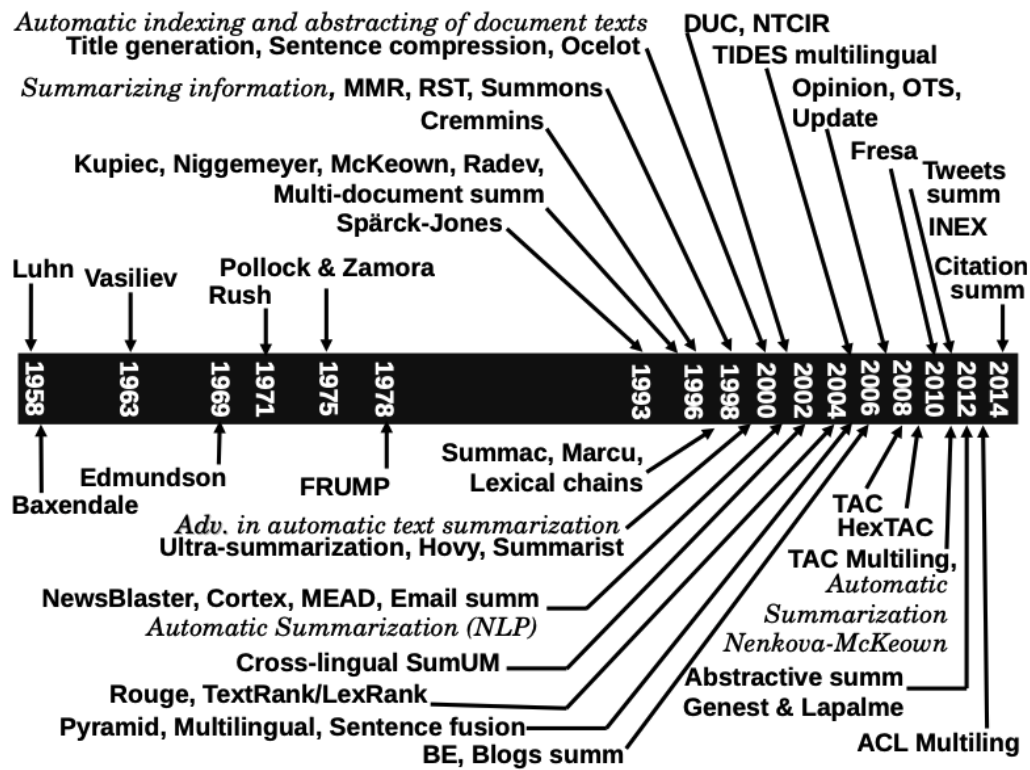 Automatic indexing and abstracting of document texts
Title generation, Sentence compression, Ocelot
Summarizing information, MMR, RST, Summons
Cremmins
Kupiec, Niggemeyer, McKeown, Radev,
Multi-document summ
Spärck-Jones
DUC, NTCIR
TIDES multilingual
Opinion, OTS,
Update
Fresa
Tweets
summ
INEX
Citation
summ
Luhn
Vasiliev
Pollock & Zamora
Rush
1958
1963
1969
1971
1975
1978
1993
1996
1998
2000
2002
2004
2006
2008
2010
2012
2014
Baxendale
Edmundson
FRUMP
Summac, Marcu,
Lexical chains
Adv. in automatic text summarization
Ultra-summarization, Hovy, Summarist
NewsBlaster, Cortex, MEAD, Email summ
Automatic Summarization (NLP)
Cross-lingual SumUM
Rouge, TextRank/LexRank
Pyramid, Multilingual, Sentence fusion
BE, Blogs summ
TAC
HexTAC
TAC Multiling,
Automatic
Summarization
Nenkova-McKeown
Abstractive summ
Genest & Lapalme
ACL Multiling